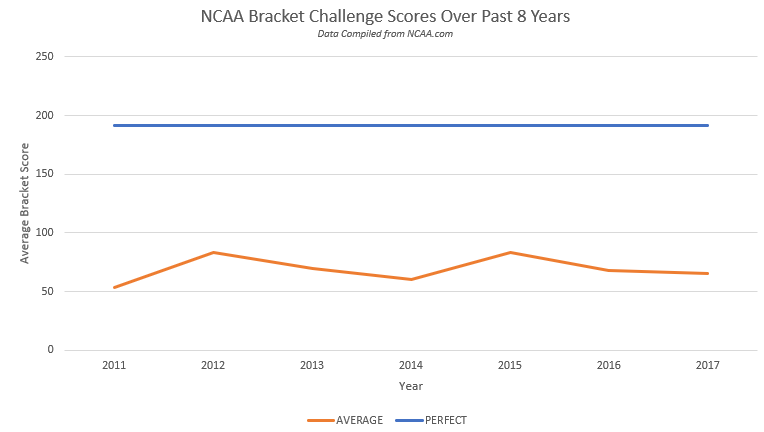 NCAA Bracket Challenge Scores Over Past 8 Years
Data Compiled from NCAA.com
250
200
150
100
50
0
Average Bracket Score
2011 2012 2013 2014 2015 2016 2017
Year
AVERAGE PERFECT